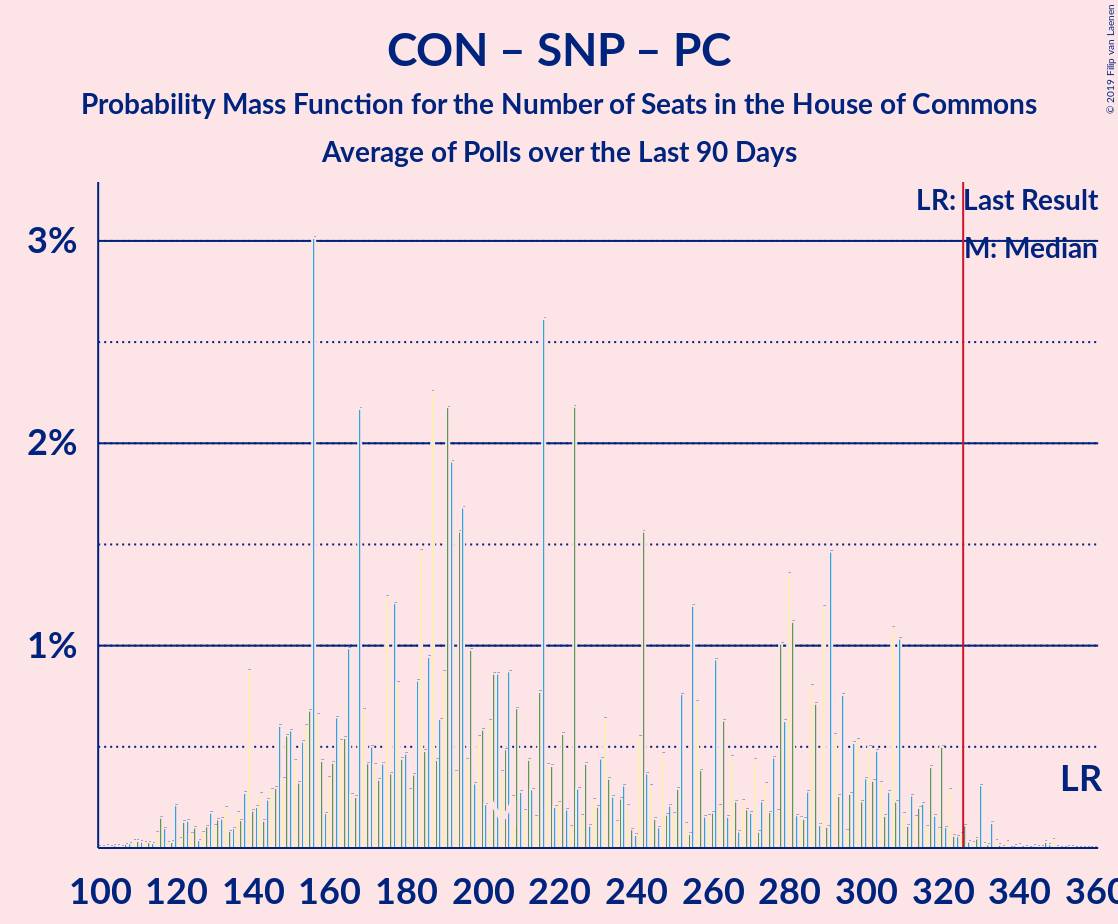 CON – SNP – PC
Probability Mass Function for the Number of Seats in the House of Commons
Average of Polls over the Last 90 Days
© 2019 Filip van Laenen
LR: Last Result
M: Median
3%
2%
1%
LR
100 120 140 160 180 200 220 240 260 280 300 320 340 360